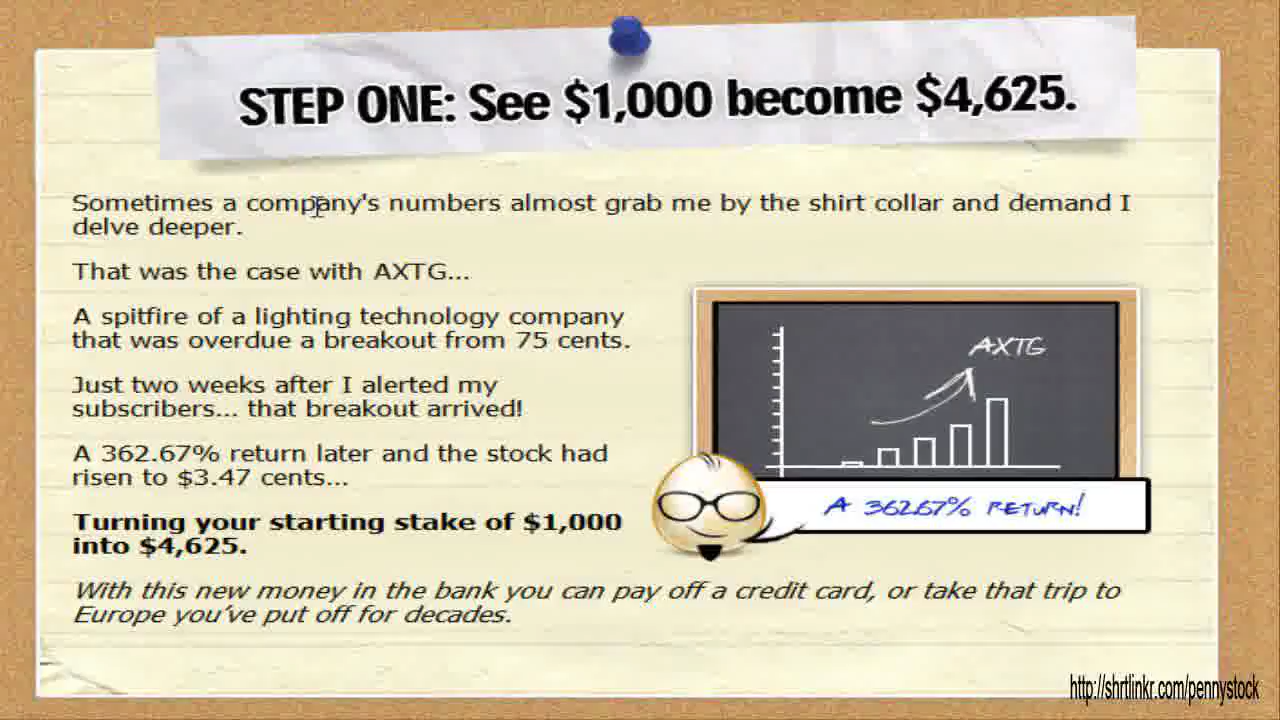 STEP ONE: See $1,000 become $4,625.
Sometimes a company's numbers almost grab me by the shirt collar and demand I
delve deeper.
That was the case with AXTG...
A spitfire of a lighting technology company
that was overdue a breakout from 75 cents.
Just two weeks after I alerted my
subscribers... that breakout arrived!
A 362.67% return later and the stock had
risen to $3.47 cents...
Turning your starting stake of $1,000
into $4,625.
AXTG
A 362.67% RETURN!
With this new money in the bank you can pay off a credit card, or take that trip to
Europe you've put off for decades.
http://shrtlinkr.com/pennystock